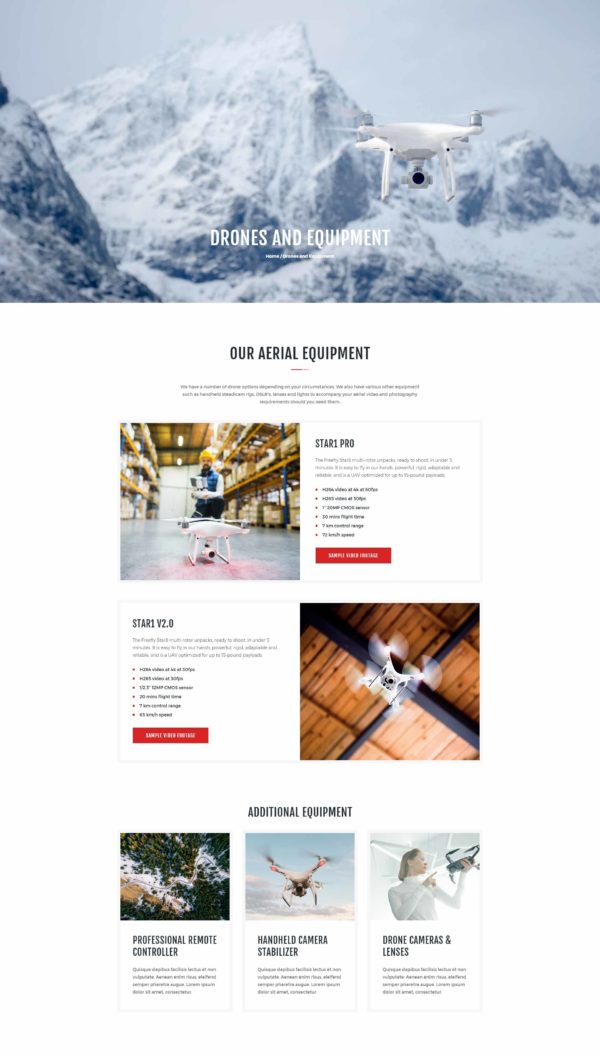 DRONES AND EQUIPMENT
Home / Drones and Equipment
OUR AERIAL EQUIPMENT
We have a number of drone options depending on your circumstances. We also have various other equipment
such as handheld steadicam rigs, DSLR's, lenses and lights to accompany your aerial video and photography
requirements should you need them.
STAR1 PRO
The Freefly Star8 multi-rotor unpacks, ready to shoot, in under 5
minutes. It is easy to fly in our hands, powerful, rigid, adaptable and
reliable, and is a UAV optimized for up to 15-pound payloads.
H264 video at 4k at 60fps
H265 video at 30fps
1" 20MP CMOS sensor
30 mins flight time
7 km control range
72 km/h speed
SAMPLE VIDEO FOOTAGE
STAR1 V2.0
The Freefly Star8 multi-rotor unpacks, ready to shoot, in under 5
minutes. It is easy to fly in our hands, powerful, rigid, adaptable and
reliable, and is a UAV optimized for up to 15-pound payloads.
H264 video at 4k at 30fps
H265 video at 30fps
1/2.3" 12MP CMOS sensor
20 mins flight time
7 km control range
65 km/h speed
SAMPLE VIDEO FOOTAGE
ADDITIONAL EQUIPMENT
PROFESSIONAL REMOTE
CONTROLLER
Quisque dapibus facilisis lectus et non
vulputate. Aenean enim risus, eleifend
semper pharetra augue. Lorem ipsum
dolor sit amet, consectetur.
HANDHELD CAMERA
STABILIZER
Quisque dapibus facilisis lectus et non
vulputate. Aenean enim risus, eleifend
semper pharetra augue. Lorem ipsum
dolor sit amet, consectetur.
DRONE CAMERAS &
LENSES
Quisque dapibus facilisis lectus et non
vulputate. Aenean enim risus, eleifend
semper pharetra augue. Lorem ipsum
dolor sit amet, consectetur.